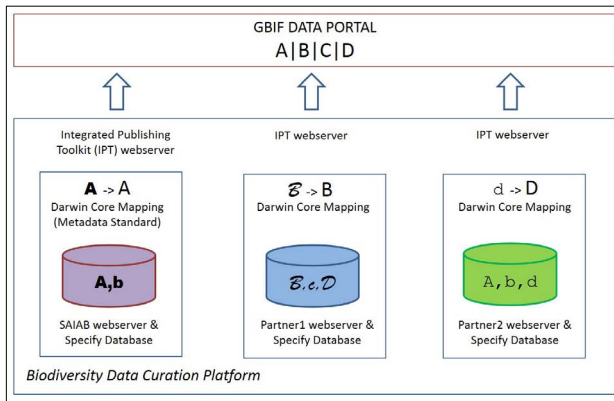 GBIF DATA PORTAL
A|B|C|D
Integrated Publishing
Toolkit (IPT) webserver
IPT webserver
IPT webserver
A -> A
Darwin Core Mapping
(Metadata Standard)
A,b
SAIAB webserver &
Specify Database
ℬ -> B
Darwin Core Mapping
ℬ,c,D
Partner1 webserver &
Specify Database
d -> D
Darwin Core Mapping
A,b,d
Partner2 webserver &
Specify Database
Biodiversity Data Curation Platform